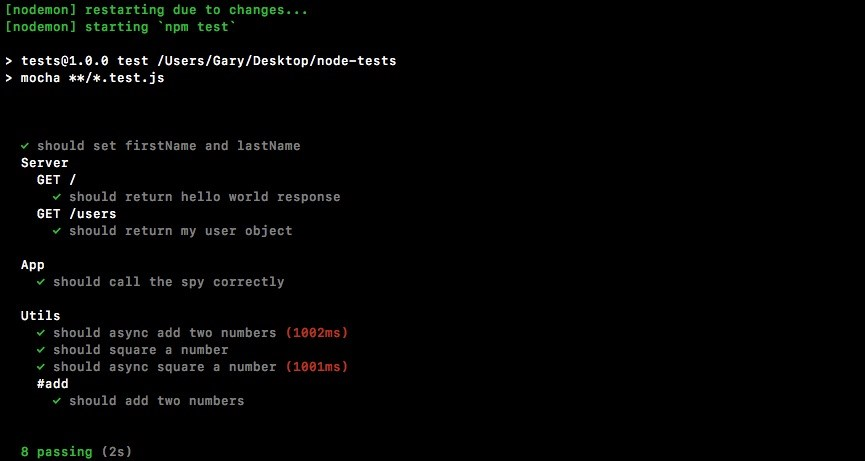 [nodemon] restarting due to changes...
[nodemon] starting `npm test`
> tests@1.0.0 test /Users/Gary/Desktop/node-tests
> mocha **/*.test.js
✓ should set firstName and lastName
Server
GET /
✓ should return hello world response
GET /users
✓ should return my user object
App
✓ should call the spy correctly
Utils
✓ should async add two numbers (1002ms)
✓ should square a number
✓ should async square a number (1001ms)
#add
✓ should add two numbers
8 passing (2s)